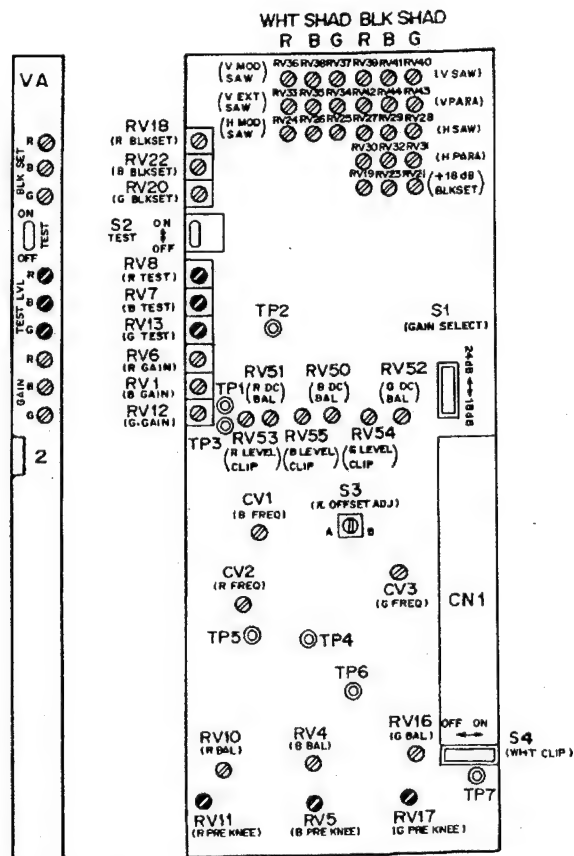 WHT SHAD BLK SHAD
R B G R B G
VA
(V MOD SAW) RV36 RV38 RV37 RV39 RV41 RV40 (V SAW)
(V EXT SAW) RV33 RV35 RV34 RV42 RV44 RV43 (V PARA)
(H MOD SAW) RV24 RV26 RV25 RV27 RV29 RV28 (H SAW)
RV30 RV32 RV31 (H PARA)
RV19 RV23 RV21 (+18dB BLKSET)
RV18
(R BLKSET)
RV22
(B BLKSET)
RV20
(G BLKSET)
BLK SET
R
B
G
ON
TEST
OFF
S2
TEST
ON
OFF
RV8
(R TEST)
RV7
(B TEST)
RV13
(G TEST)
TEST LVL
R
B
G
RV6
(R GAIN)
RV1
(B GAIN)
RV12
(G.GAIN)
GAIN
R
B
G
2
TP2
S1
(GAIN SELECT)
24dB
18dB
TP1
TP3
RV51
(R DC BAL)
RV50
(B DC BAL)
RV52
(G DC BAL)
RV53
(R LEVEL CLIP)
RV55
(B LEVEL CLIP)
RV54
(G LEVEL CLIP)
CV1
(B FREQ)
S3
(R. OFFSET ADJ)
A B
CV2
(R FREQ)
CV3
(G FREQ)
CN1
TP5
TP4
TP6
RV10
(R BAL)
RV4
(B BAL)
RV16
(G BAL)
OFF ON
S4
(WHT CLIP)
TP7
RV11
(R PRE KNEE)
RV5
(B PRE KNEE)
RV17
(G PRE KNEE)